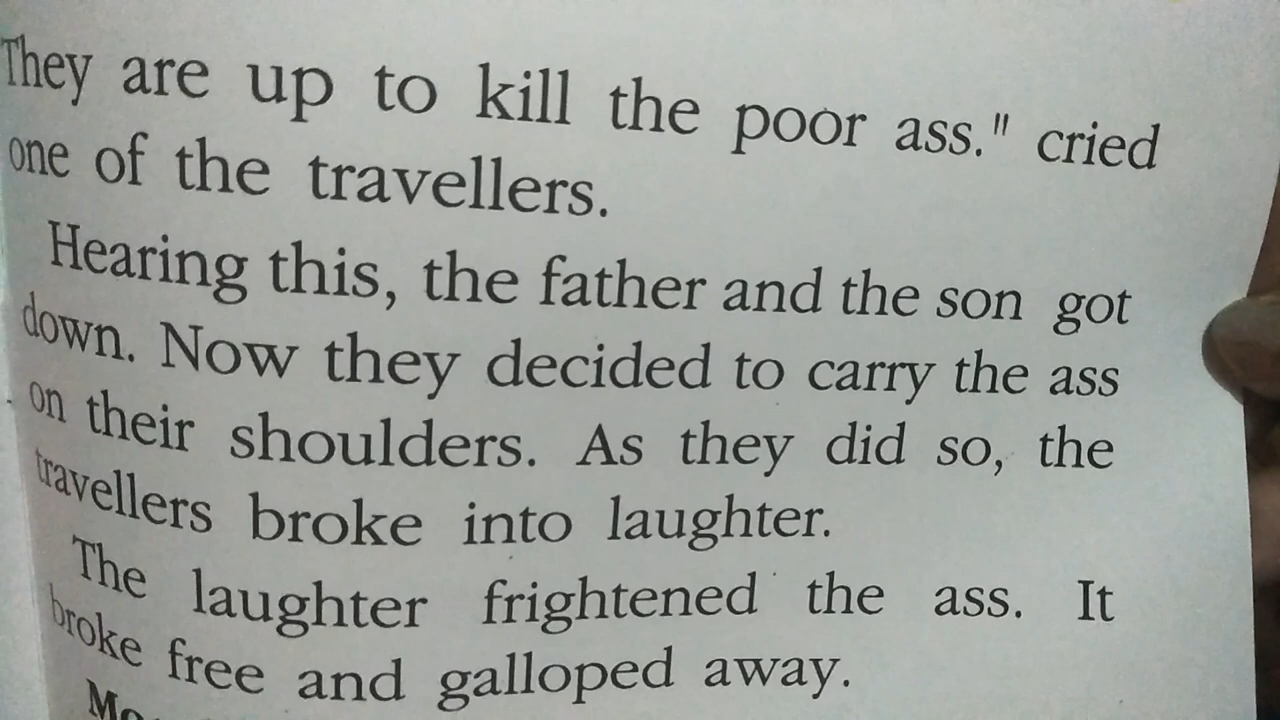 They are up to kill the poor ass." cried
one of the travellers.
Hearing this, the father and the son got
down. Now they decided to carry the ass
on their shoulders. As they did so, the
travellers broke into laughter.
The laughter frightened the ass. It
broke free and galloped away.